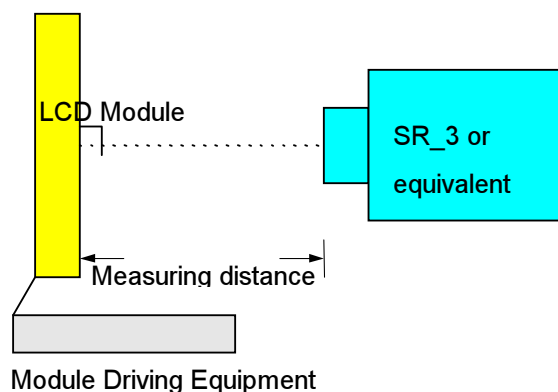 LCD Module
SR_3 or
equivalent
Measuring distance
Module Driving Equipment